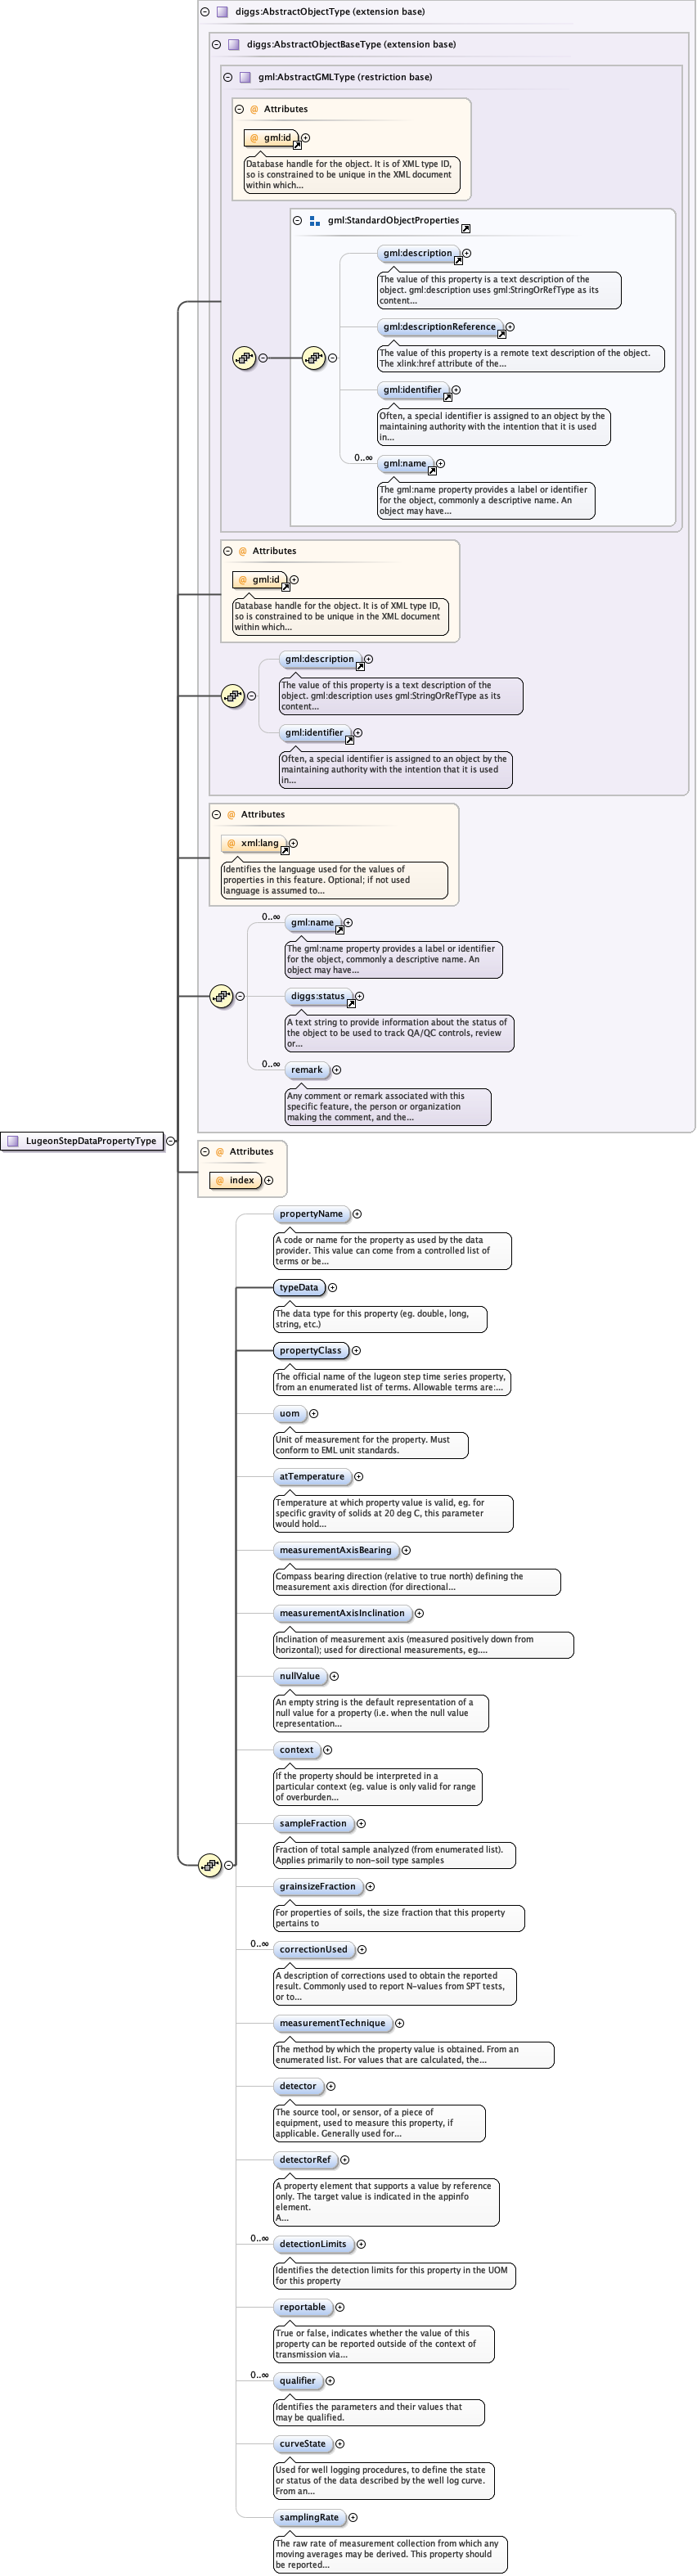 diggs:AbstractObjectType (extension base)
diggs:AbstractObjectBaseType (extension base)
gml:AbstractGMLType (restriction base)
@ Attributes
@ gml:id
Database handle for the object. It is of XML type ID,
so is constrained to be unique in the XML document
within which...
gml:StandardObjectProperties
gml:description
The value of this property is a text description of the
object. gml:description uses gml:StringOrRefType as its
content...
gml:descriptionReference
The value of this property is a remote text description of the object.
The xlink:href attribute of the...
gml:identifier
Often, a special identifier is assigned to an object by the
maintaining authority with the intention that it is used
in...
0..∞
gml:name
The gml:name property provides a label or identifier
for the object, commonly a descriptive name. An
object may have...
@ Attributes
@ gml:id
Database handle for the object. It is of XML type ID,
so is constrained to be unique in the XML document
within which...
gml:description
The value of this property is a text description of the
object. gml:description uses gml:StringOrRefType as its
content...
gml:identifier
Often, a special identifier is assigned to an object by the
maintaining authority with the intention that it is used
in...
@ Attributes
@ xml:lang
Identifies the language used for the values of
properties in this feature. Optional; if not used
language is assumed to...
0..∞
gml:name
The gml:name property provides a label or identifier
for the object, commonly a descriptive name. An
object may have...
diggs:status
A text string to provide information about the status of
the object to be used to track QA/QC controls, review
or...
0..∞
remark
Any comment or remark associated with this
specific feature, the person or organization
making the comment, and the...
LugeonStepDataPropertyType
@ Attributes
@ index
propertyName
A code or name for the property as used by the data
provider. This value can come from a controlled list of
terms or be...
typeData
The data type for this property (eg. double, long,
string, etc.)
propertyClass
The official name of the lugeon step time series property,
from an enumerated list of terms. Allowable terms are:...
uom
Unit of measurement for the property. Must
conform to EML unit standards.
atTemperature
Temperature at which property value is valid, eg. for
specific gravity of solids at 20 deg C, this parameter
would hold...
measurementAxisBearing
Compass bearing direction (relative to true north) defining the
measurement axis direction (for directional...
measurementAxisInclination
Inclination of measurement axis (measured positively down from
horizontal); used for directional measurements, eg....
nullValue
An empty string is the default representation of a
null value for a property (i.e. when the null value
representation...
context
If the property should be interpreted in a
particular context (eg. value is only valid for range
of overburden...
sampleFraction
Fraction of total sample analyzed (from enumerated list).
Applies primarily to non-soil type samples
grainsizeFraction
For properties of soils, the size fraction that this property
pertains to
0..∞
correctionUsed
A description of corrections used to obtain the reported
result. Commonly used to report N-values from SPT tests,
or to...
measurementTechnique
The method by which the property value is obtained. From an
enumerated list. For values that are calculated, the...
detector
The source tool, or sensor, of a piece of
equipment, used to measure this property, if
applicable. Generally used for...
detectorRef
A property element that supports a value by reference
only. The target value is indicated in the appinfo
element.
A...
0..∞
detectionLimits
Identifies the detection limits for this property in the UOM
for this property
reportable
True or false, indicates whether the value of this
property can be reported outside of the context of
transmission via...
0..∞
qualifier
Identifies the parameters and their values that
may be qualified.
curveState
Used for well logging procedures, to define the state
or status of the data described by the well log curve.
From an...
samplingRate
The raw rate of measurement collection from which any
moving averages may be derived. This property should
be reported...